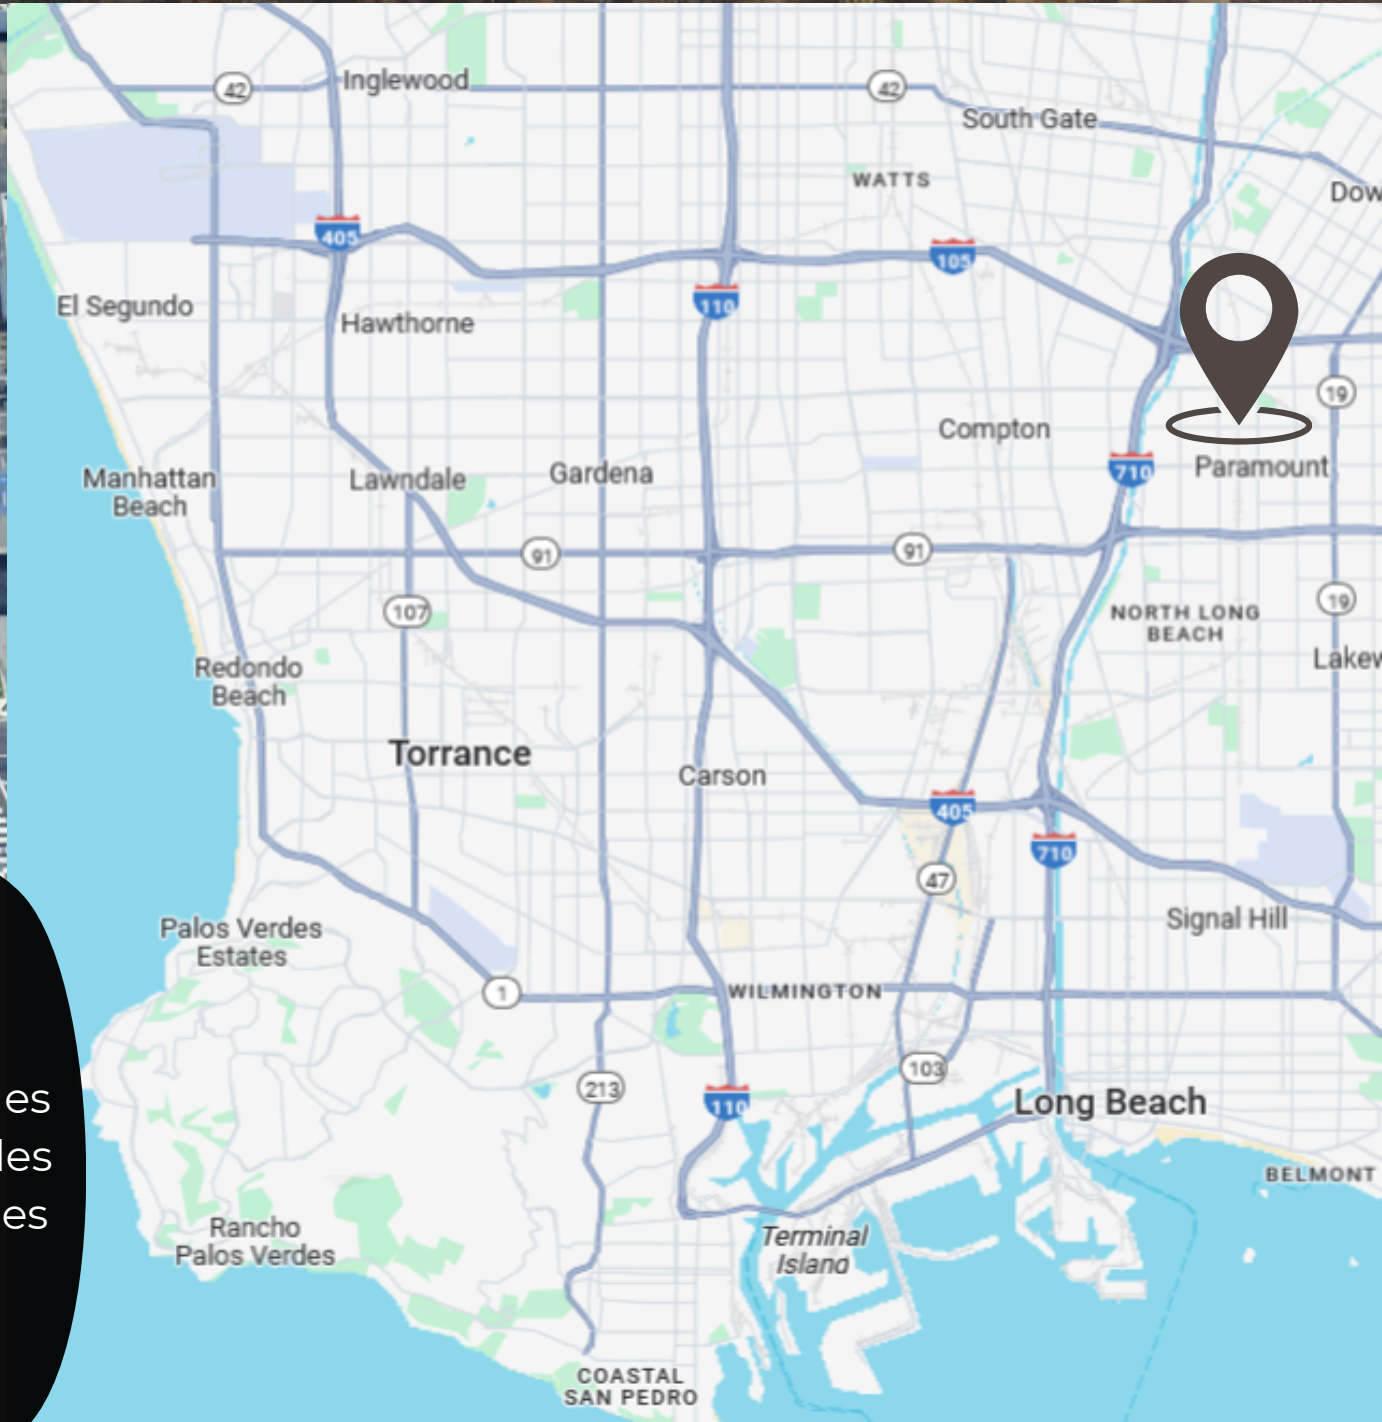 42
Inglewood
42
South Gate
WATTS
Dow
405
105
110
El Segundo
Hawthorne
19
Compton
710
Paramount
Manhattan
Beach
Lawndale
Gardena
91
91
107
19
NORTH LONG
BEACH
Redondo
Beach
Lakew
Torrance
Carson
405
710
47
Palos Verdes
Estates
Signal Hill
1
WILMINGTON
103
213
110
Long Beach
es
les
es
BELMONT
Rancho
Palos Verdes
Terminal
Island
COASTAL
SAN PEDRO